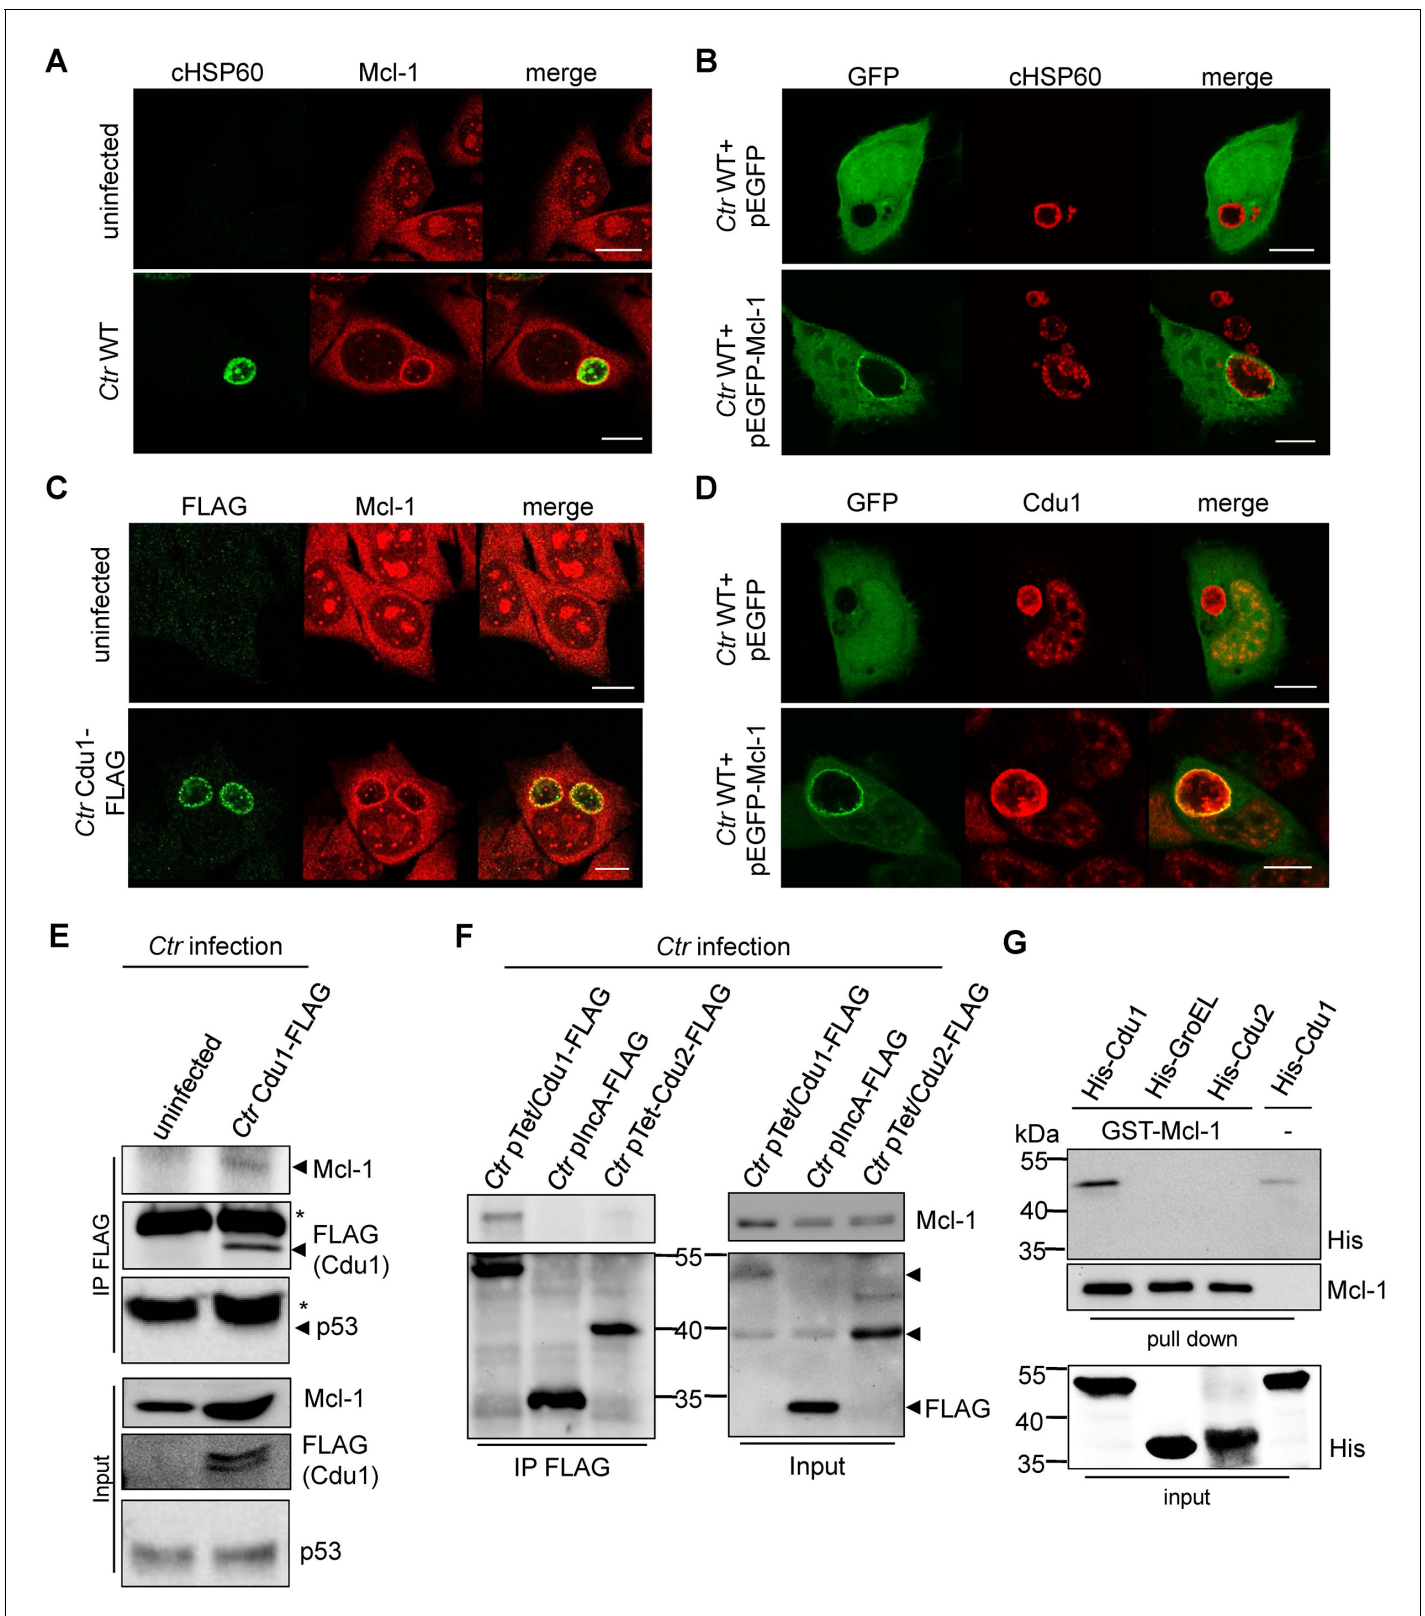 A
cHSP60 Mcl-1 merge
uninfected
Ctr WT
B
GFP cHSP60 merge
Ctr WT+
pEGFP
Ctr WT+
pEGFP-Mcl-1
C
FLAG Mcl-1 merge
uninfected
Ctr Cdu1-
FLAG
D
GFP Cdu1 merge
Ctr WT+
pEGFP
Ctr WT+
pEGFP-Mcl-1
E
Ctr infection
uninfected
Ctr Cdu1-FLAG
IP FLAG
Mcl-1
*
FLAG
(Cdu1)
*
p53
Input
Mcl-1
FLAG
(Cdu1)
p53
F
Ctr infection
Ctr pTet/Cdu1-FLAG
Ctr pIncA-FLAG
Ctr pTet-Cdu2-FLAG
Ctr pTet/Cdu1-FLAG
Ctr pIncA-FLAG
Ctr pTet/Cdu2-FLAG
Mcl-1
55
40
35
FLAG
IP FLAG
Input
G
His-Cdu1
His-GroEL
His-Cdu2
His-Cdu1
kDa
GST-Mcl-1 -
55
40
35
His
Mcl-1
pull down
55
40
35
His
input